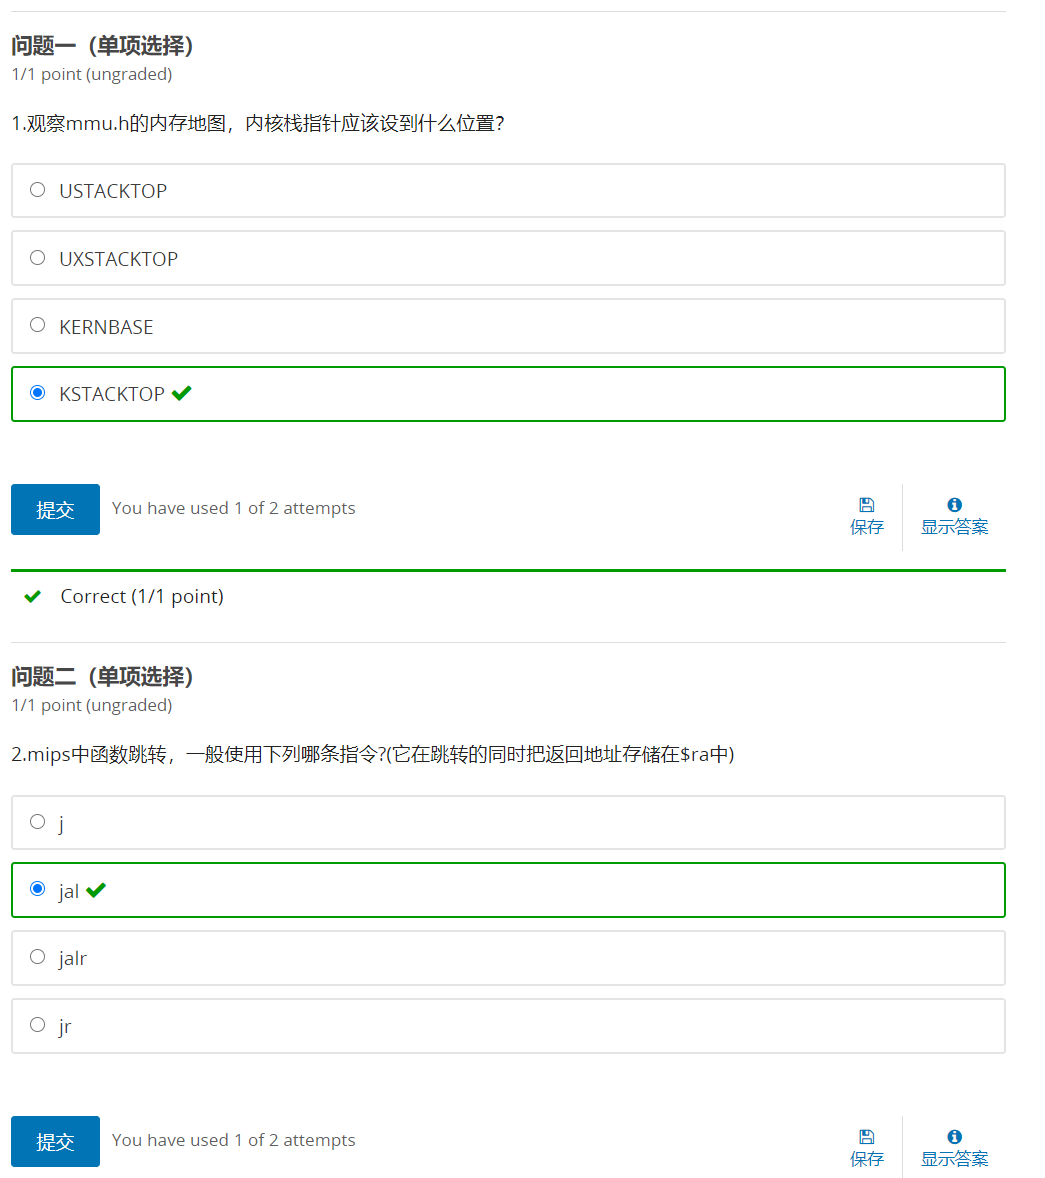 问题一（单项选择）
1/1 point (ungraded)
1.观察mmu.h的内存地图，内核栈指针应该设到什么位置？
USTACKTOP
UXSTACKTOP
KERNBASE
KSTACKTOP
提交 You have used 1 of 2 attempts 保存 显示答案
Correct (1/1 point)
问题二（单项选择）
1/1 point (ungraded)
2.mips中函数跳转，一般使用下列哪条指令?(它在跳转的同时把返回地址存储在$ra中)
j
jal
jalr
jr
提交 You have used 1 of 2 attempts 保存 显示答案